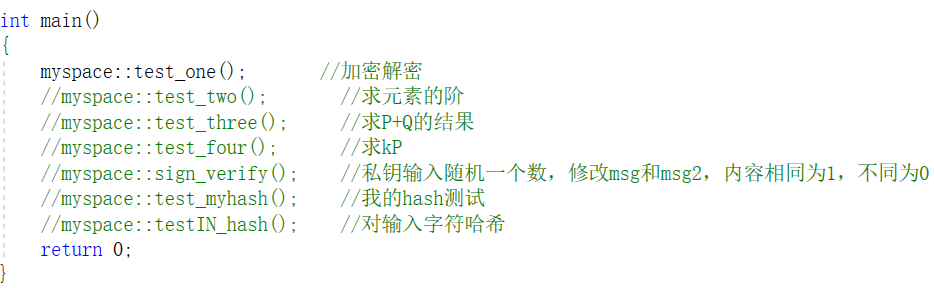 int main()
{
    myspace::test_one();       //加密解密
    //myspace::test_two();       //求元素的阶
    //myspace::test_three();     //求P+Q的结果
    //myspace::test_four();      //求kP
    //myspace::sign_verify();    //私钥输入随机一个数，修改msg和msg2，内容相同为1，不同为0
    //myspace::test_myhash();    //我的hash测试
    //myspace::testIN_hash();    //对输入字符哈希
    return 0;
}